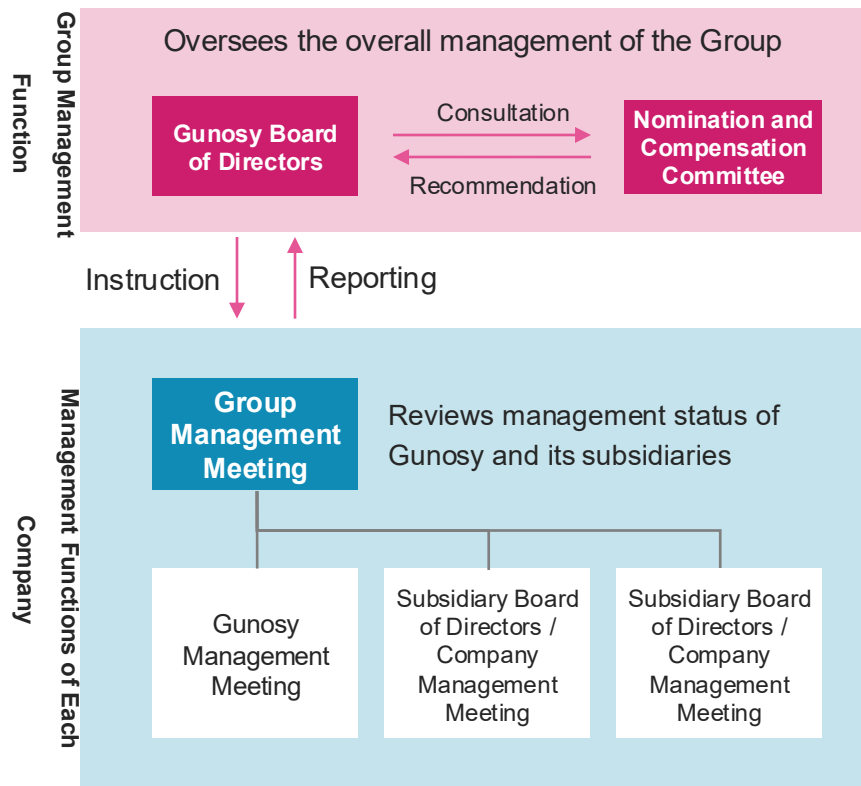 Group Management
Function
Oversees the overall management of the Group
Gunosy Board
of Directors
Consultation
Recommendation
Nomination and
Compensation
Committee
Instruction
Reporting
Management Functions of Each
Company
Group
Management
Meeting
Reviews management status of
Gunosy and its subsidiaries
Gunosy
Management
Meeting
Subsidiary Board
of Directors /
Company
Management
Meeting
Subsidiary Board
of Directors /
Company
Management
Meeting